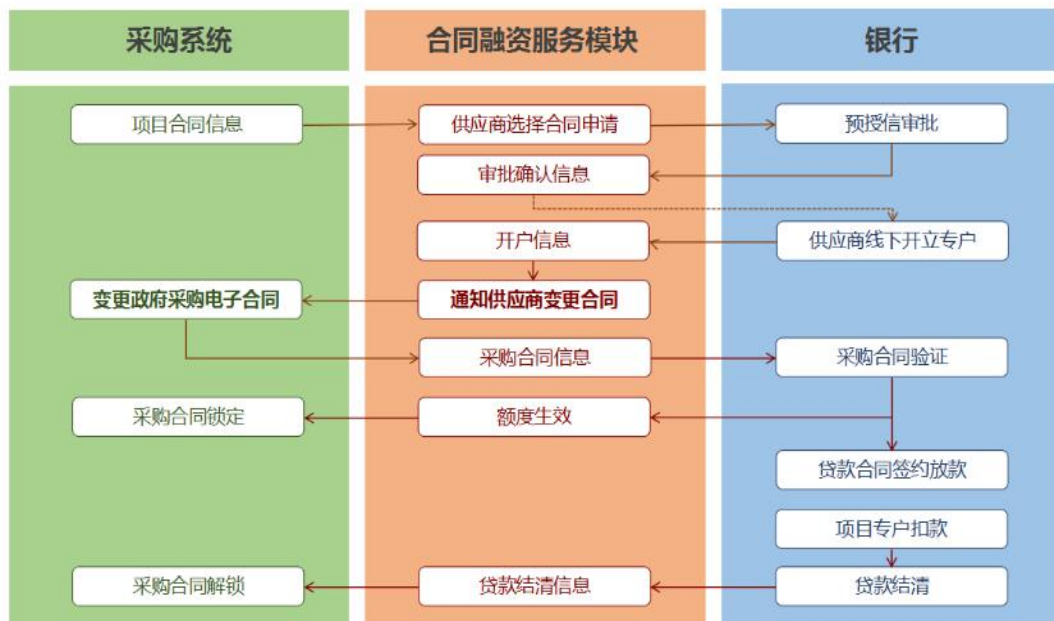 采购系统
合同融资服务模块
银行
项目合同信息
供应商选择合同申请
预授信审批
审批确认信息
开户信息
供应商线下开立专户
变更政府采购电子合同
通知供应商变更合同
采购合同信息
采购合同验证
采购合同锁定
额度生效
贷款合同签约放款
项目专户扣款
采购合同解锁
贷款结清信息
贷款结清